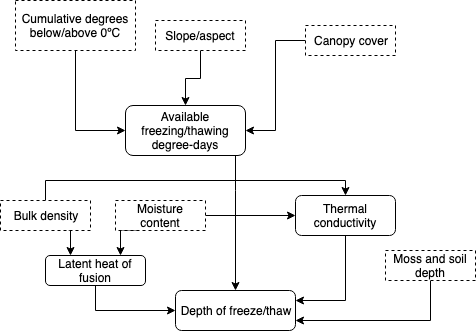 Cumulative degrees
below/above 0°C
Slope/aspect
Canopy cover
Available
freezing/thawing
degree-days
Bulk density
Moisture
content
Thermal
conductivity
Latent heat of
fusion
Moss and soil
depth
Depth of freeze/thaw